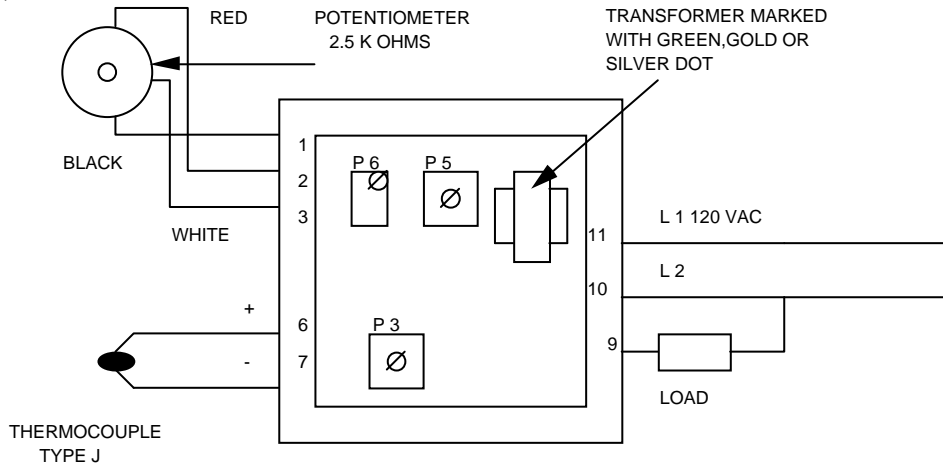 RED
POTENTIOMETER
2.5 K OHMS
TRANSFORMER MARKED
WITH GREEN,GOLD OR
SILVER DOT
BLACK
WHITE
1
2
3
P 6
P 5
11
L 1 120 VAC
10
L 2
9
LOAD
+
6
-
7
P 3
THERMOCOUPLE
TYPE J